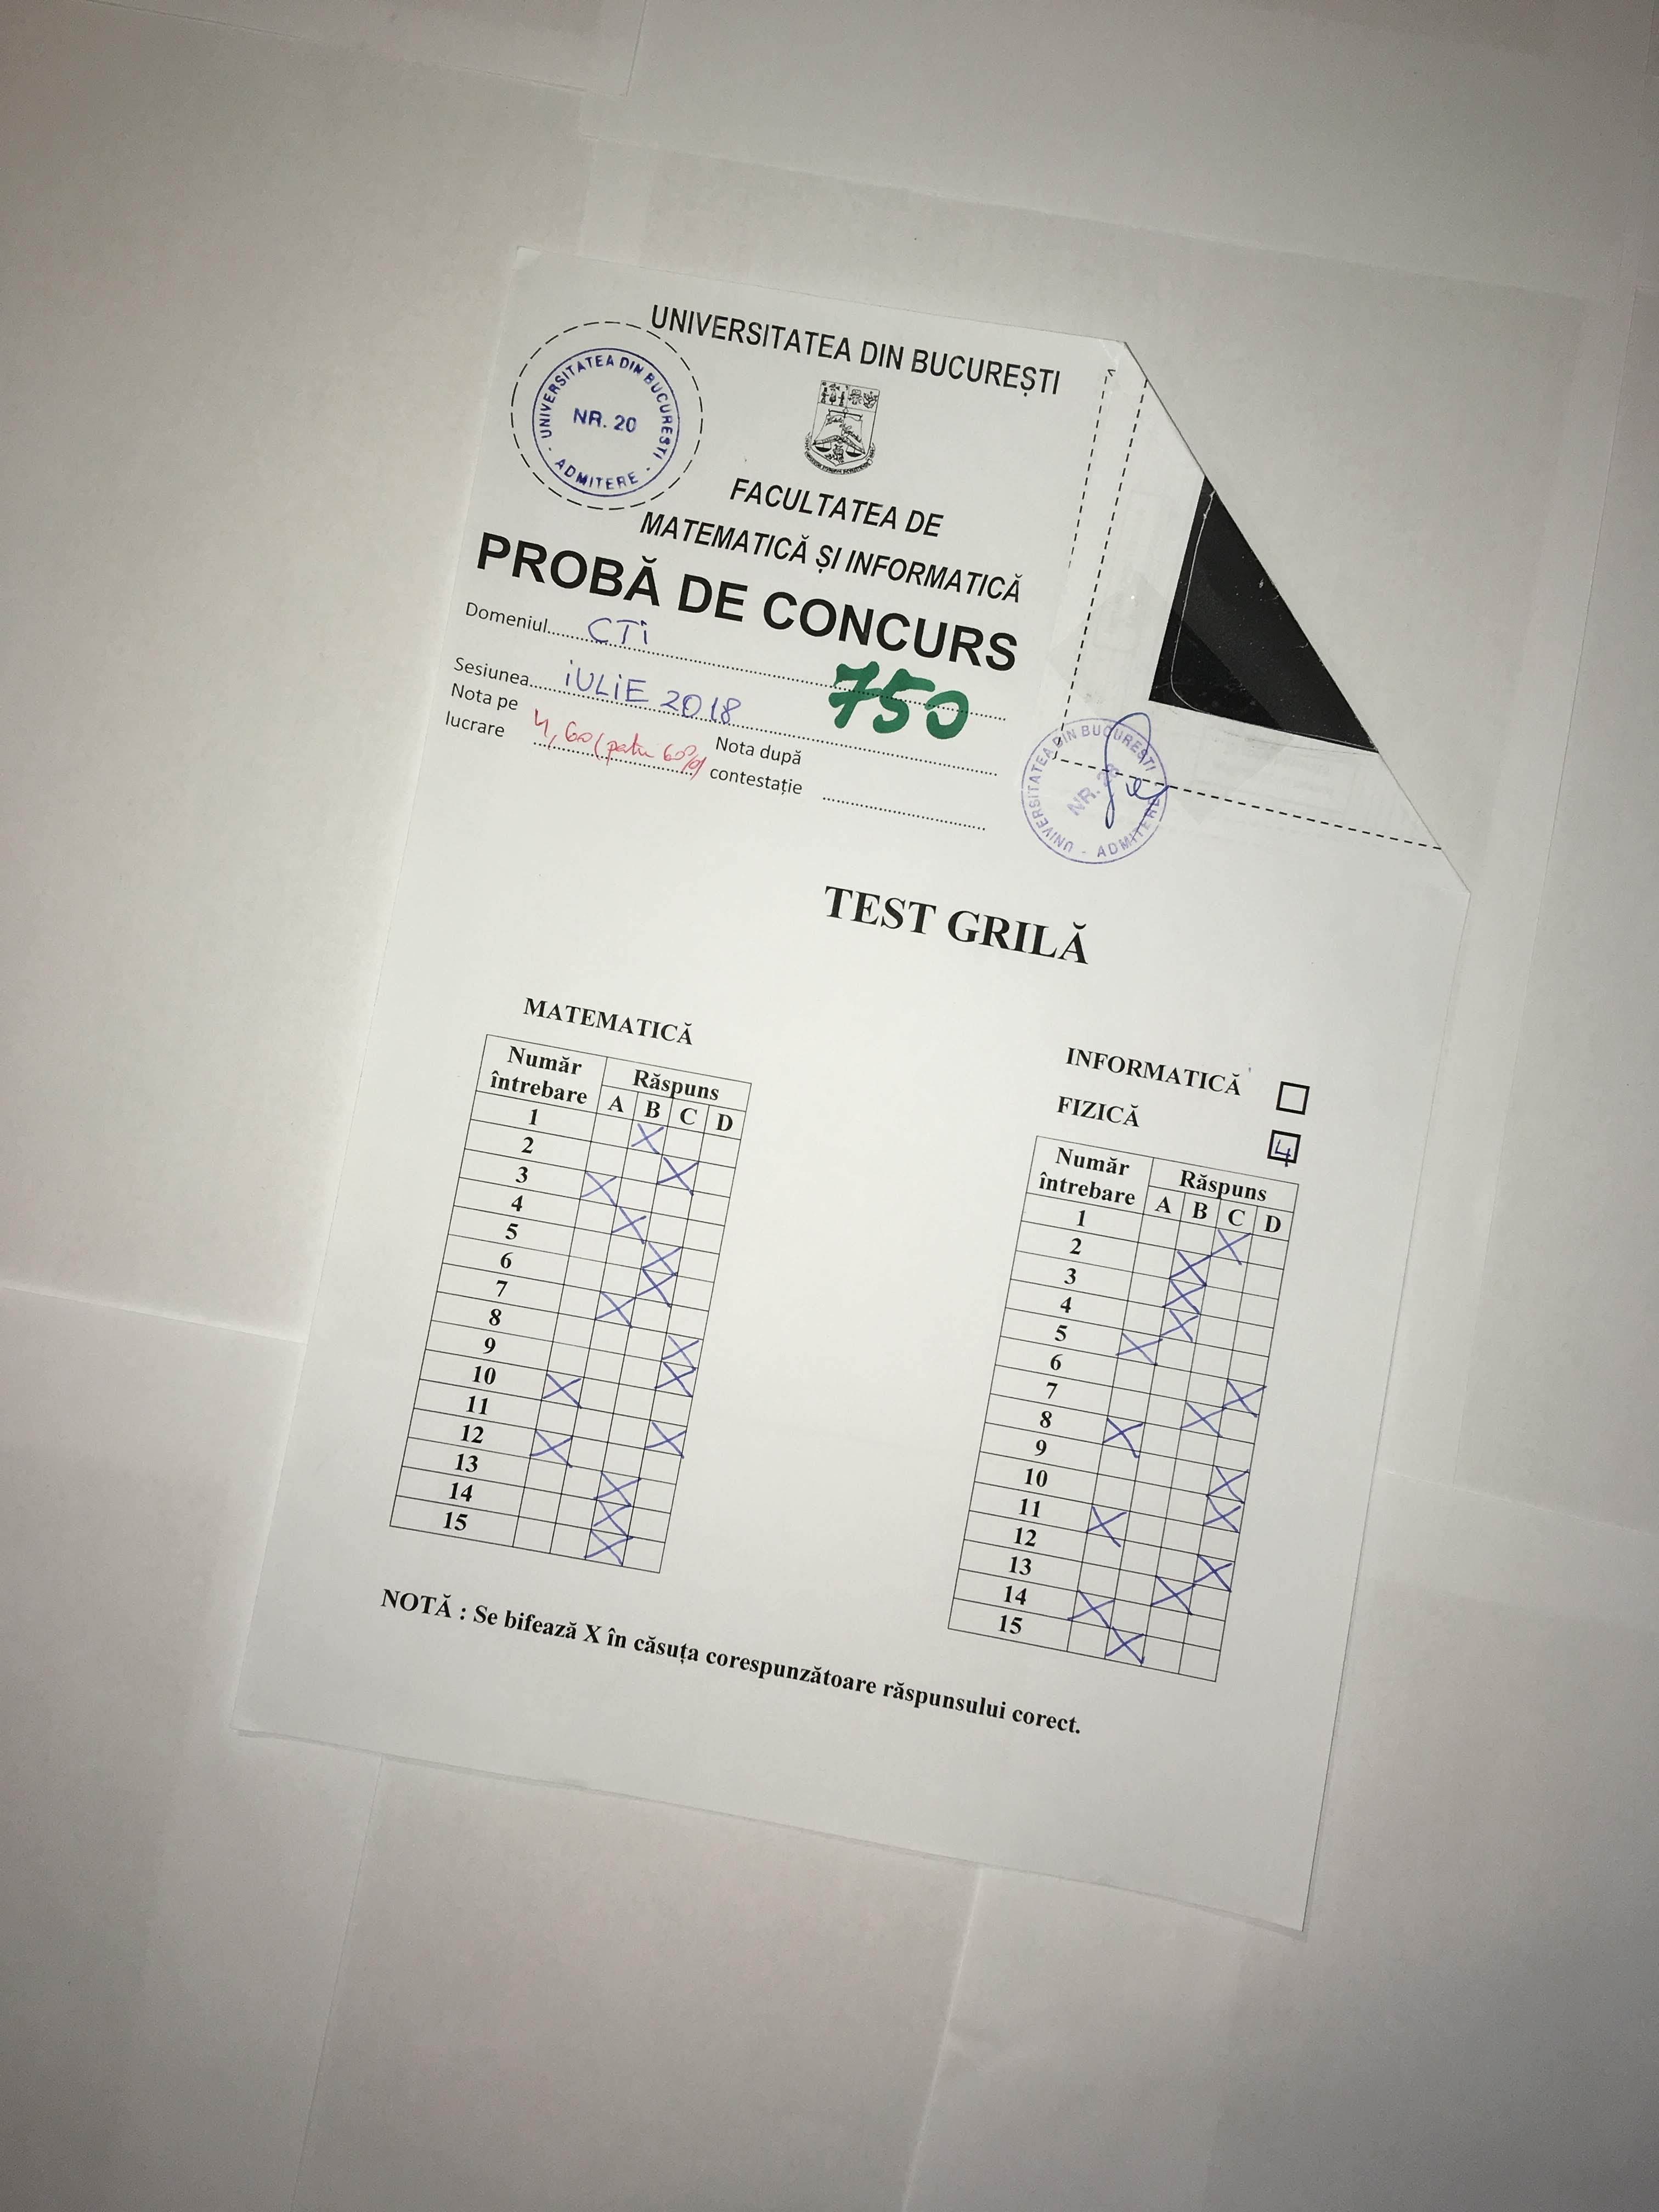 UNIVERSITATEA DIN BUCUREȘTI
UNIVERSITATEA DIN BUCUREȘTI - ADMITERE -
NR. 20
FACULTATEA DE
MATEMATICĂ ȘI INFORMATICĂ
PROBĂ DE CONCURS
Domeniul.......... CTi
750
Sesiunea.......... iULiE 2018
Nota pe lucrare 4,60 (patru 60%) Nota după contestație
UNIVERSITATEA DIN BUCUREȘTI - ADMITERE
NR.
TEST GRILĂ
MATEMATICĂ
Număr întrebare Răspuns
A B C D
1 X
2 X
3 X
4 X
5 X
6 X
7 X
8 X
9 X
10 X
11 X
12 X
13 X
14 X
15 X
INFORMATICĂ
FIZICĂ 4
Număr întrebare Răspuns
A B C D
1 X
2 X
3 X
4 X
5 X
6 X
7 X
8 X
9 X
10 X
11 X
12 X
13 X
14 X
15 X
NOTĂ : Se bifează X în căsuța corespunzătoare răspunsului corect.